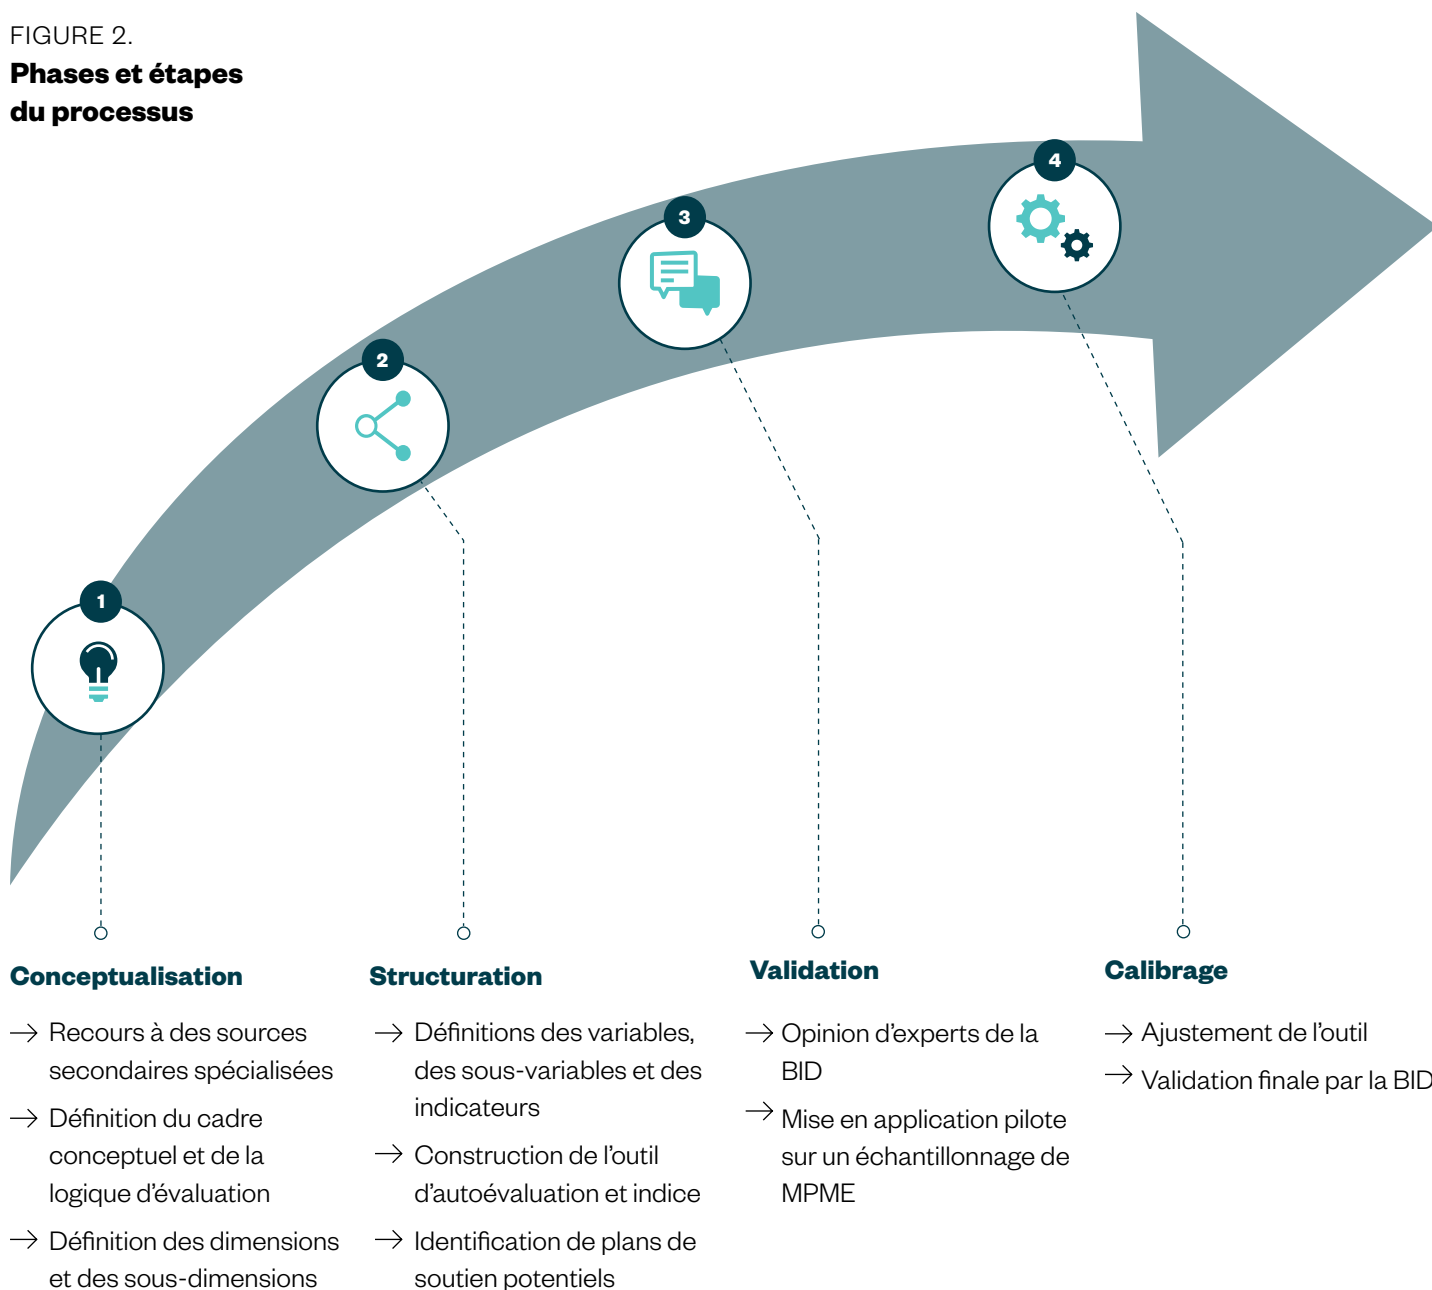 FIGURE 2.
Phases et étapes
du processus
1
2
3
4
Conceptualisation
→ Recours à des sources
secondaires spécialisées
→ Définition du cadre
conceptuel et de la
logique d'évaluation
→ Définition des dimensions
et des sous-dimensions
Structuration
→ Définitions des variables,
des sous-variables et des
indicateurs
→ Construction de l'outil
d'autoévaluation et indice
→ Identification de plans de
soutien potentiels
Validation
→ Opinion d'experts de la
BID
→ Mise en application pilote
sur un échantillonnage de
MPME
Calibrage
→ Ajustement de l'outil
→ Validation finale par la BID